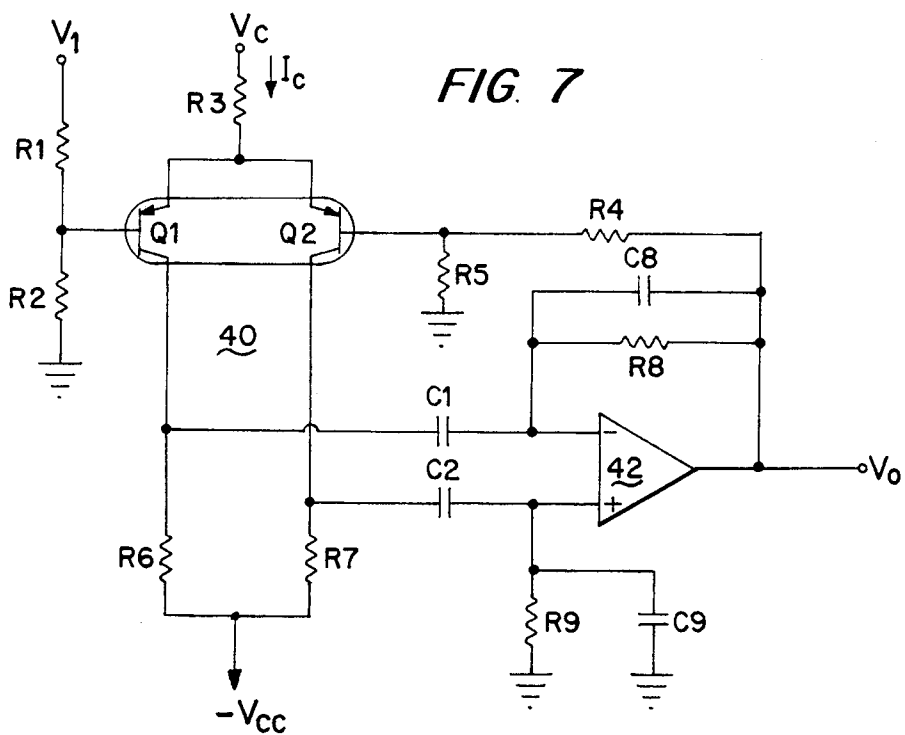 V1
VC
IC
FIG. 7
R3
R1
Q1
Q2
R4
R5
C8
R2
40
R8
C1
42
C2
Vo
R6
R7
R9
C9
-VCC
-
+